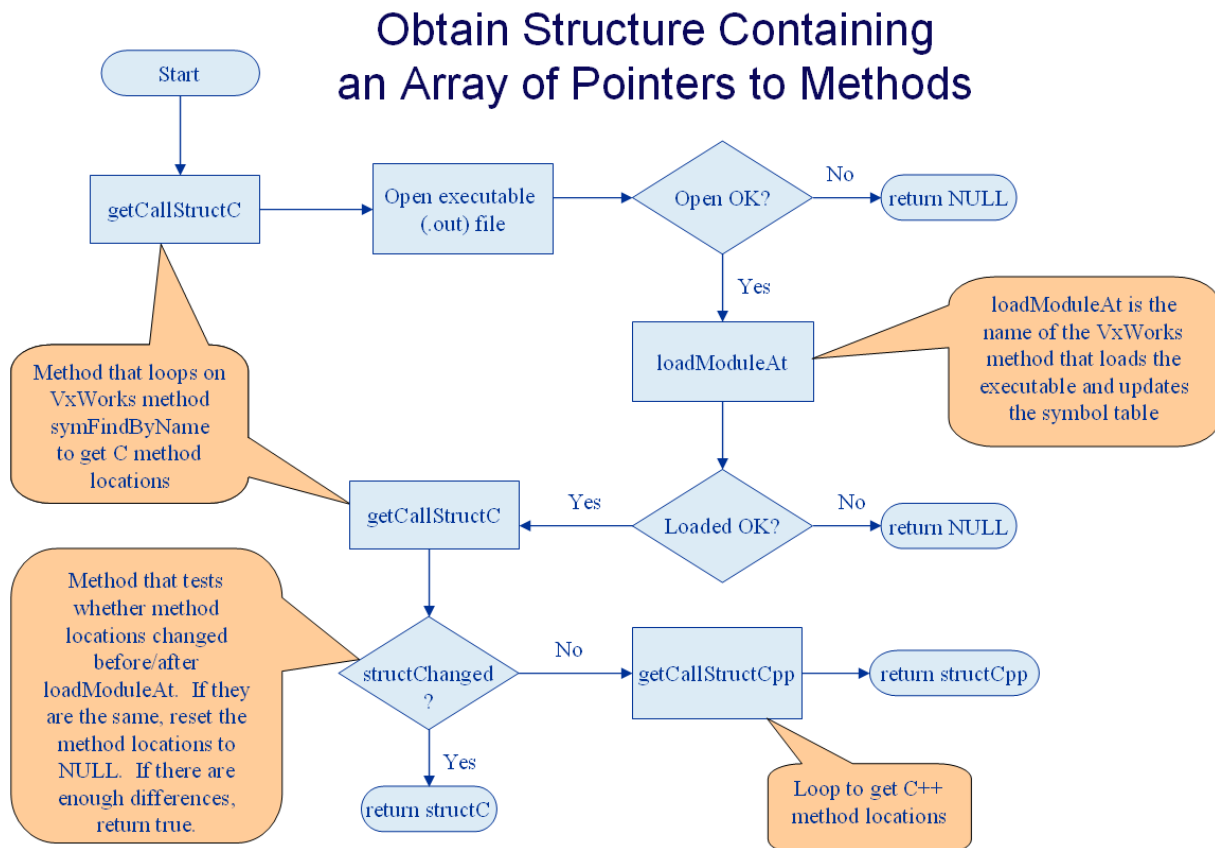 Obtain Structure Containing
an Array of Pointers to Methods
Start
getCallStructC
Open executable
(.out) file
Open OK?
No
return NULL
Yes
loadModuleAt
loadModuleAt is the
name of the VxWorks
method that loads the
executable and updates
the symbol table
Method that loops on
VxWorks method
symFindByName
to get C method
locations
Loaded OK?
No
return NULL
Yes
getCallStructC
Method that tests
whether method
locations changed
before/after
loadModuleAt.  If they
are the same, reset the
method locations to
NULL.  If there are
enough differences,
return true.
structChanged
?
No
getCallStructCpp
return structCpp
Yes
return structC
Loop to get C++
method locations